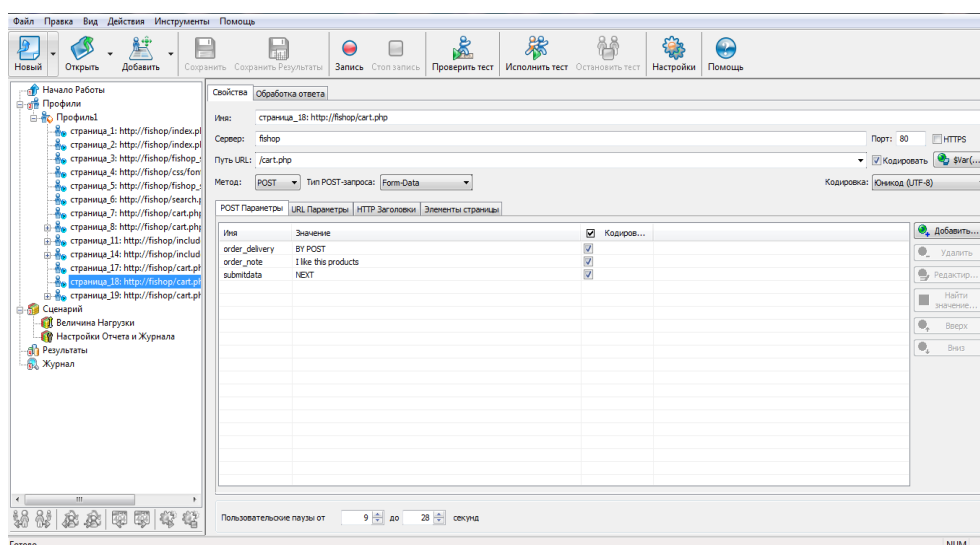 Файл Правка Вид Действия Инструменты Помощь
Новый Открыть Добавить Сохранить Сохранить Результаты Запись Стоп запись Проверить тест Исполнить тест Остановить тест Настройки Помощь
Начало Работы
Профили
Профиль1
страница_1: http://fishop/index.pl
страница_2: http://fishop/index.pl
страница_3: http://fishop/fishop_s
страница_4: http://fishop/css/fon
страница_5: http://fishop/fishop_s
страница_6: http://fishop/search.p
страница_7: http://fishop/cart.php
страница_8: http://fishop/cart.php
страница_11: http://fishop/includ
страница_14: http://fishop/includ
страница_17: http://fishop/cart.ph
страница_18: http://fishop/cart.ph
страница_19: http://fishop/cart.ph
Сценарий
Величина Нагрузки
Настройки Отчета и Журнала
Результаты
Журнал
Свойства Обработка ответа
Имя: страница_18: http://fishop/cart.php
Сервер: fishop Порт: 80 HTTPS
Путь URL: /cart.php Кодировать $Var(...
Метод: POST Тип POST-запроса: Form-Data Кодировка: Юникод (UTF-8)
POST Параметры URL Параметры HTTP Заголовки Элементы страницы
Имя Значение Кодиров...
order_delivery BY POST
order_note I like this products
submitdata NEXT
Добавить...
Удалить
Редактир...
Найти значение...
Вверх
Вниз
Пользовательские паузы от 9 до 28 секунд
Готово NUM